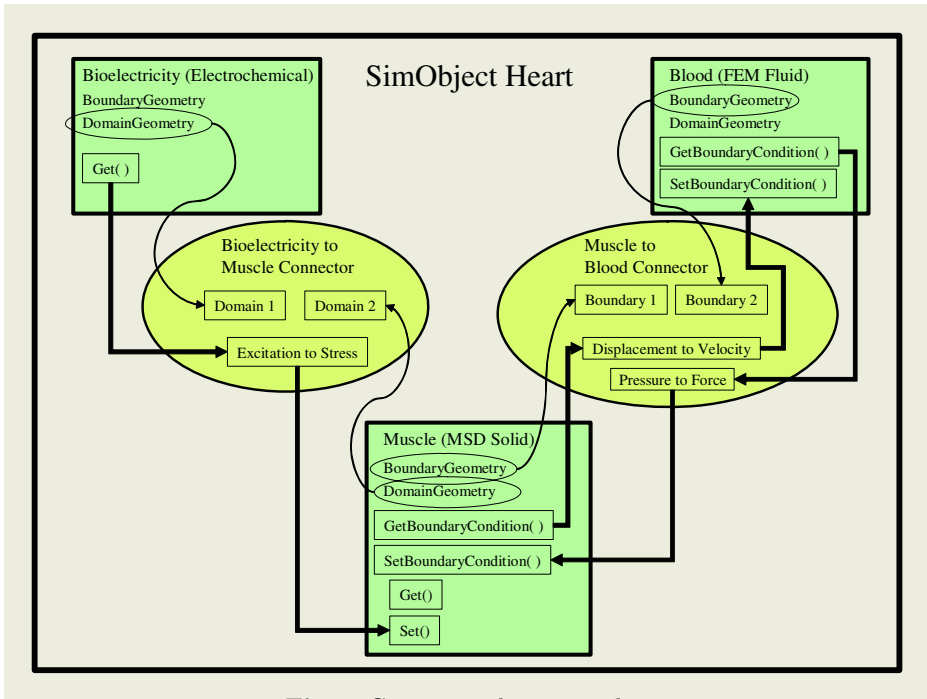 SimObject Heart
Bioelectricity (Electrochemical)
BoundaryGeometry
DomainGeometry
Get( )
Blood (FEM Fluid)
BoundaryGeometry
DomainGeometry
GetBoundaryCondition( )
SetBoundaryCondition( )
Bioelectricity to
Muscle Connector
Domain 1
Domain 2
Excitation to Stress
Muscle to
Blood Connector
Boundary 1
Boundary 2
Displacement to Velocity
Pressure to Force
Muscle (MSD Solid)
BoundaryGeometry
DomainGeometry
GetBoundaryCondition( )
SetBoundaryCondition( )
Get()
Set()